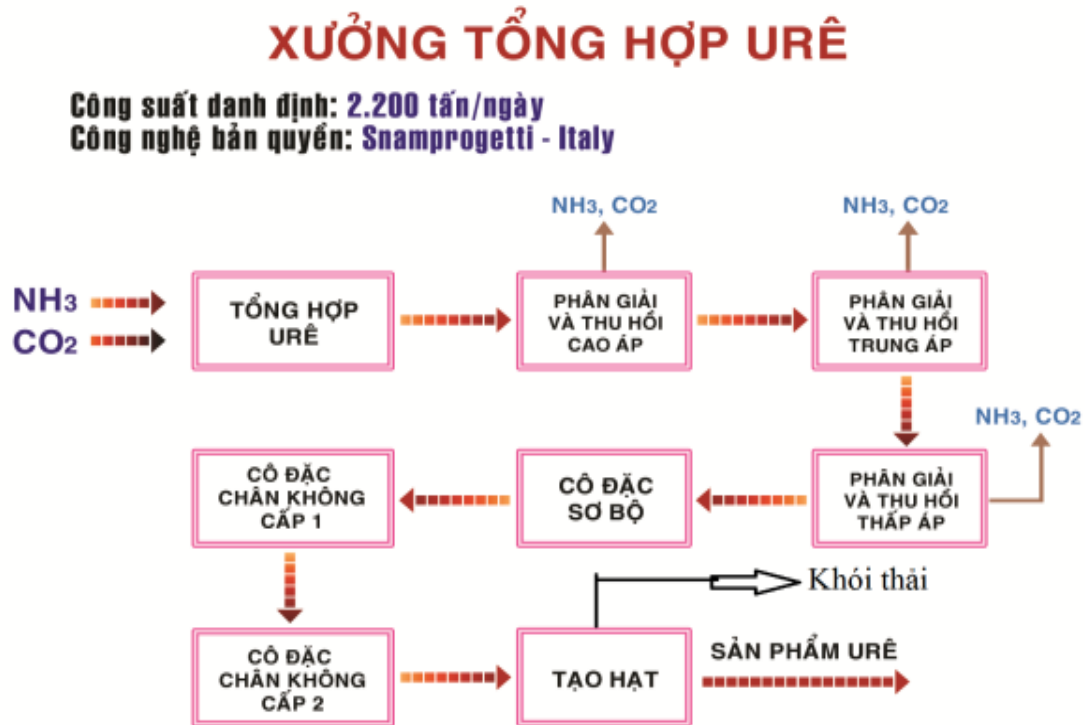 XƯỞNG TỔNG HỢP URÊ
Công suất danh định: 2.200 tấn/ngày
Công nghệ bản quyền: Snamprogetti - Italy
NH3, CO2
NH3, CO2
NH3
CO2
TỔNG HỢP
URÊ
PHÂN GIẢI
VÀ THU HỒI
CAO ÁP
PHÂN GIẢI
VÀ THU HỒI
TRUNG ÁP
NH3, CO2
PHÂN GIẢI
VÀ THU HỒI
THẤP ÁP
CÔ ĐẶC
SƠ BỘ
CÔ ĐẶC
CHÂN KHÔNG
CẤP 1
Khói thải
CÔ ĐẶC
CHÂN KHÔNG
CẤP 2
TẠO HẠT
SẢN PHẨM URÊ